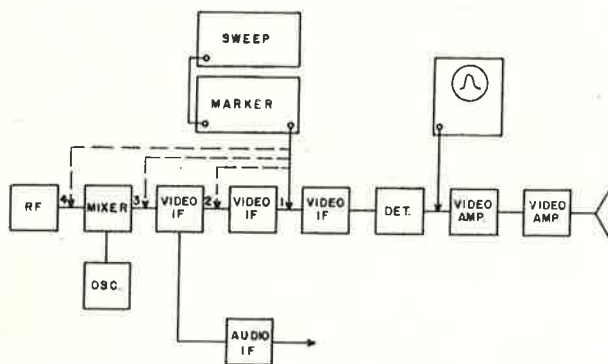 SWEEP
MARKER
4
3
2
1
RF
MIXER
VIDEO
IF
VIDEO
IF
VIDEO
IF
DET.
VIDEO
AMP.
VIDEO
AMP
OSC.
AUDIO
IF